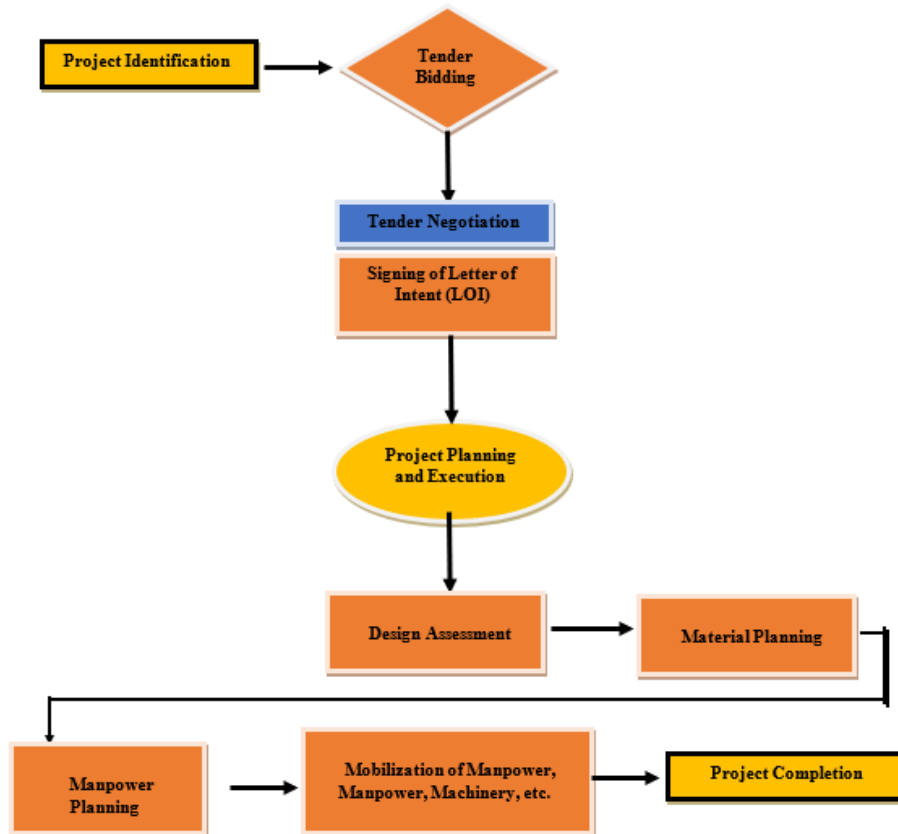 Project Identification
Tender
Bidding
Tender Negotiation
Signing of Letter of
Intent (LOI)
Project Planning
and Execution
Design Assessment
Material Planning
Manpower
Planning
Mobilization of Manpower,
Manpower, Machinery, etc.
Project Completion